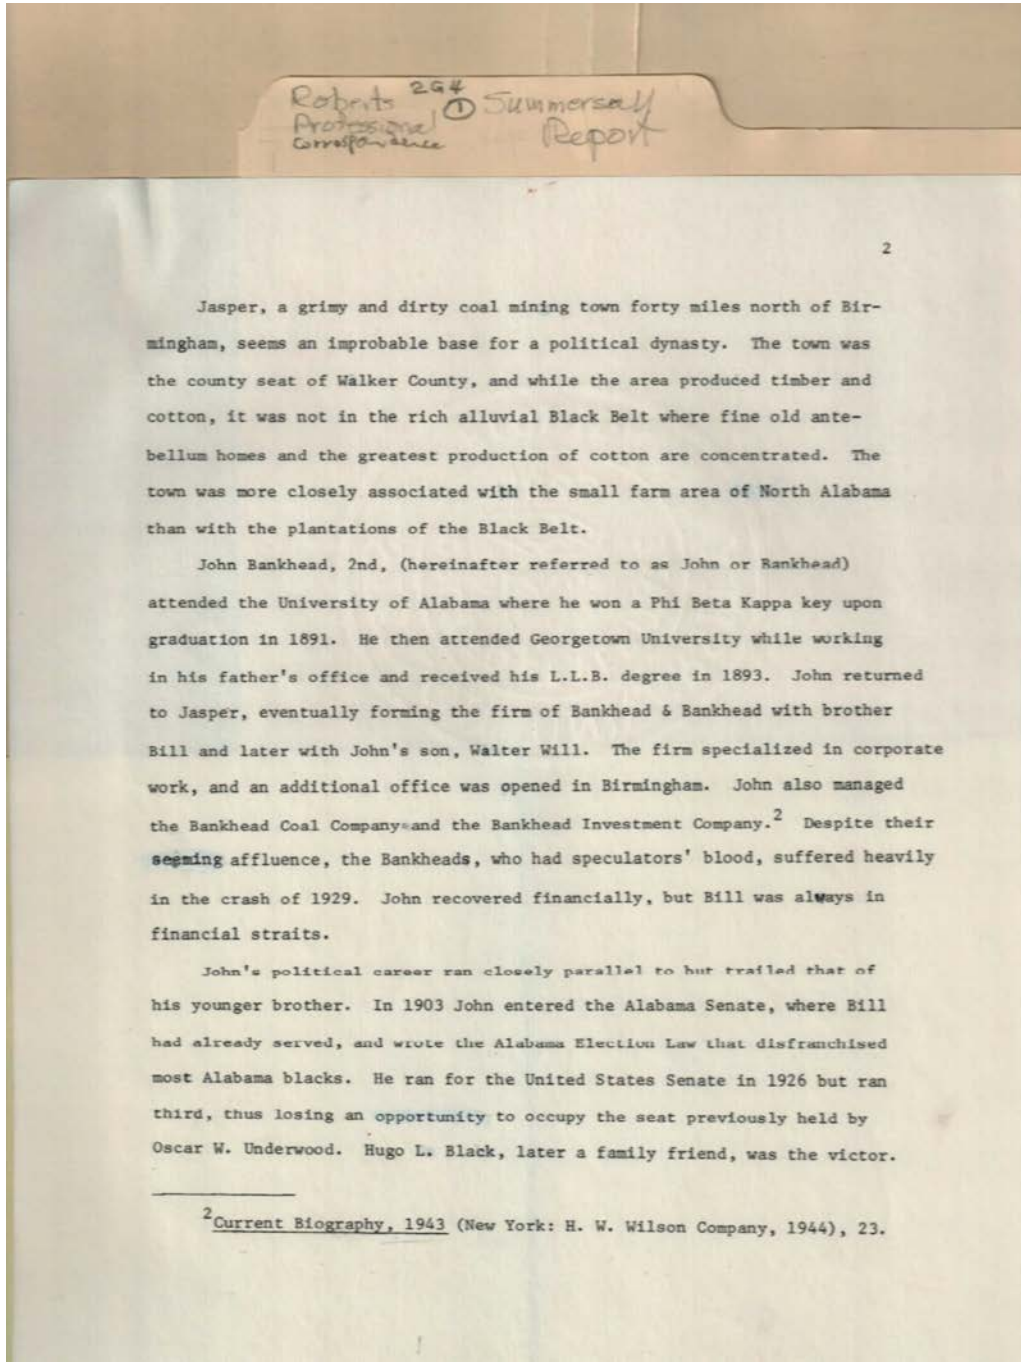 Roberts 2G4 ① Summersell
Professional Report
Correspondence
2
Jasper, a grimy and dirty coal mining town forty miles north of Bir-
mingham, seems an improbable base for a political dynasty. The town was
the county seat of Walker County, and while the area produced timber and
cotton, it was not in the rich alluvial Black Belt where fine old ante-
bellum homes and the greatest production of cotton are concentrated. The
town was more closely associated with the small farm area of North Alabama
than with the plantations of the Black Belt.
John Bankhead, 2nd, (hereinafter referred to as John or Bankhead)
attended the University of Alabama where he won a Phi Beta Kappa key upon
graduation in 1891. He then attended Georgetown University while working
in his father's office and received his L.L.B. degree in 1893. John returned
to Jasper, eventually forming the firm of Bankhead & Bankhead with brother
Bill and later with John's son, Walter Will. The firm specialized in corporate
work, and an additional office was opened in Birmingham. John also managed
the Bankhead Coal Company and the Bankhead Investment Company.2 Despite their
seeming affluence, the Bankheads, who had speculators' blood, suffered heavily
in the crash of 1929. John recovered financially, but Bill was always in
financial straits.
John's political career ran closely parallel to but trailed that of
his younger brother. In 1903 John entered the Alabama Senate, where Bill
had already served, and wrote the Alabama Election Law that disfranchised
most Alabama blacks. He ran for the United States Senate in 1926 but ran
third, thus losing an opportunity to occupy the seat previously held by
Oscar W. Underwood. Hugo L. Black, later a family friend, was the victor.
2Current Biography, 1943 (New York: H. W. Wilson Company, 1944), 23.